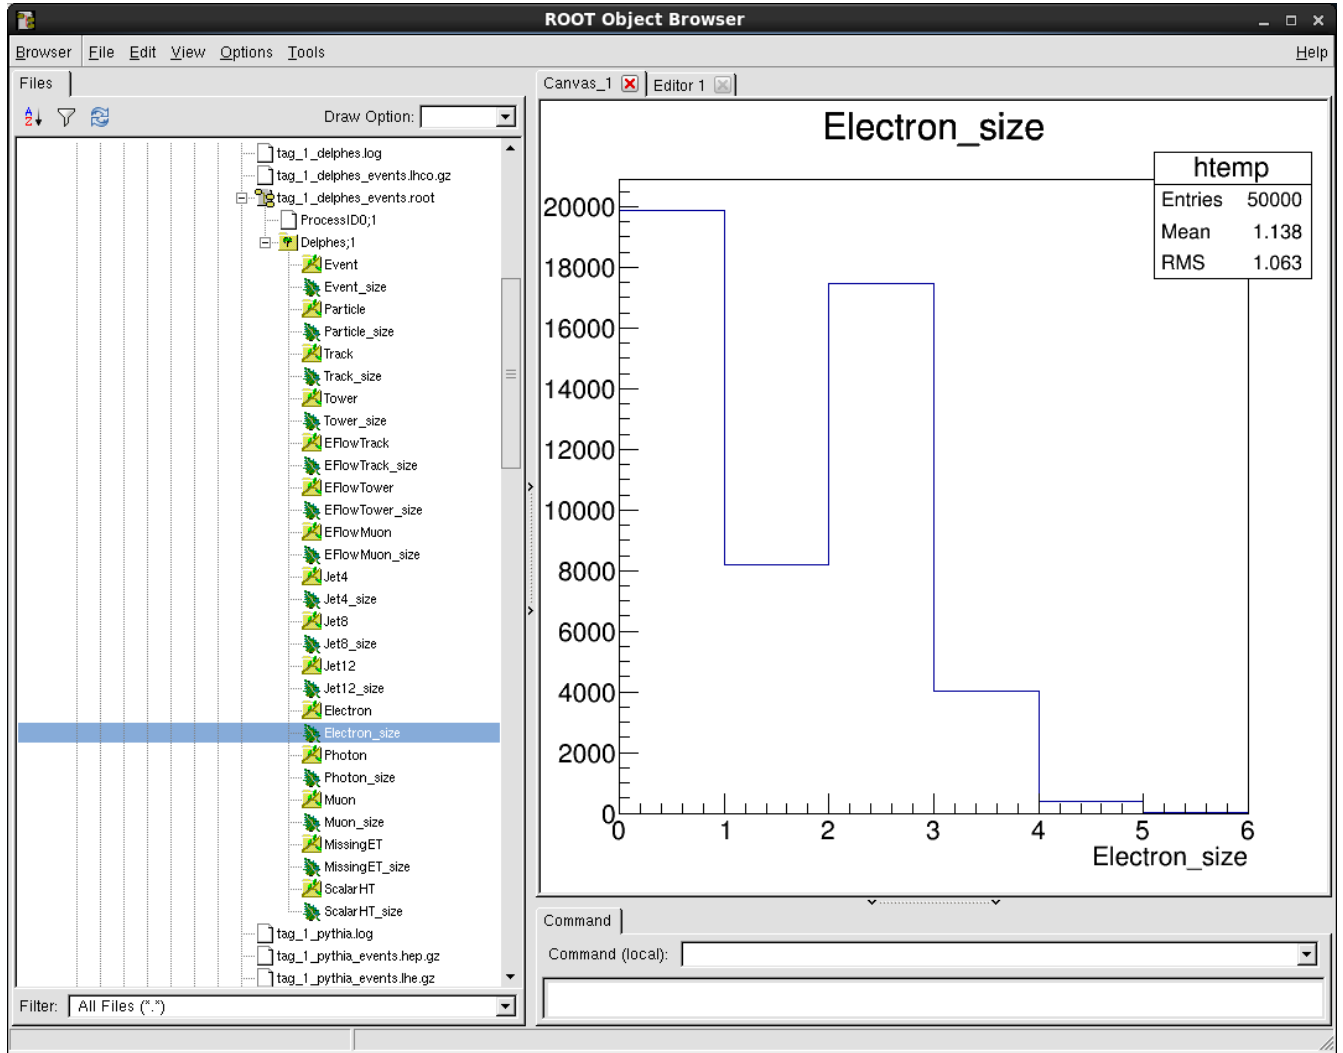 ROOT Object Browser
Browser File Edit View Options Tools Help
Files
Draw Option:
tag_1_delphes.log
tag_1_delphes_events.lhco.gz
tag_1_delphes_events.root
ProcessID0;1
Delphes;1
Event
Event_size
Particle
Particle_size
Track
Track_size
Tower
Tower_size
EFlowTrack
EFlowTrack_size
EFlowTower
EFlowTower_size
EFlowMuon
EFlowMuon_size
Jet4
Jet4_size
Jet8
Jet8_size
Jet12
Jet12_size
Electron
Electron_size
Photon
Photon_size
Muon
Muon_size
MissingET
MissingET_size
ScalarHT
ScalarHT_size
tag_1_pythia.log
tag_1_pythia_events.hep.gz
tag_1_pythia_events.lhe.gz
Filter: All Files (*.*)
Canvas_1 Editor 1
Electron_size
htemp
Entries 50000
Mean 1.138
RMS 1.063
20000
18000
16000
14000
12000
10000
8000
6000
4000
2000
0
0 1 2 3 4 5 6
Electron_size
Command
Command (local):